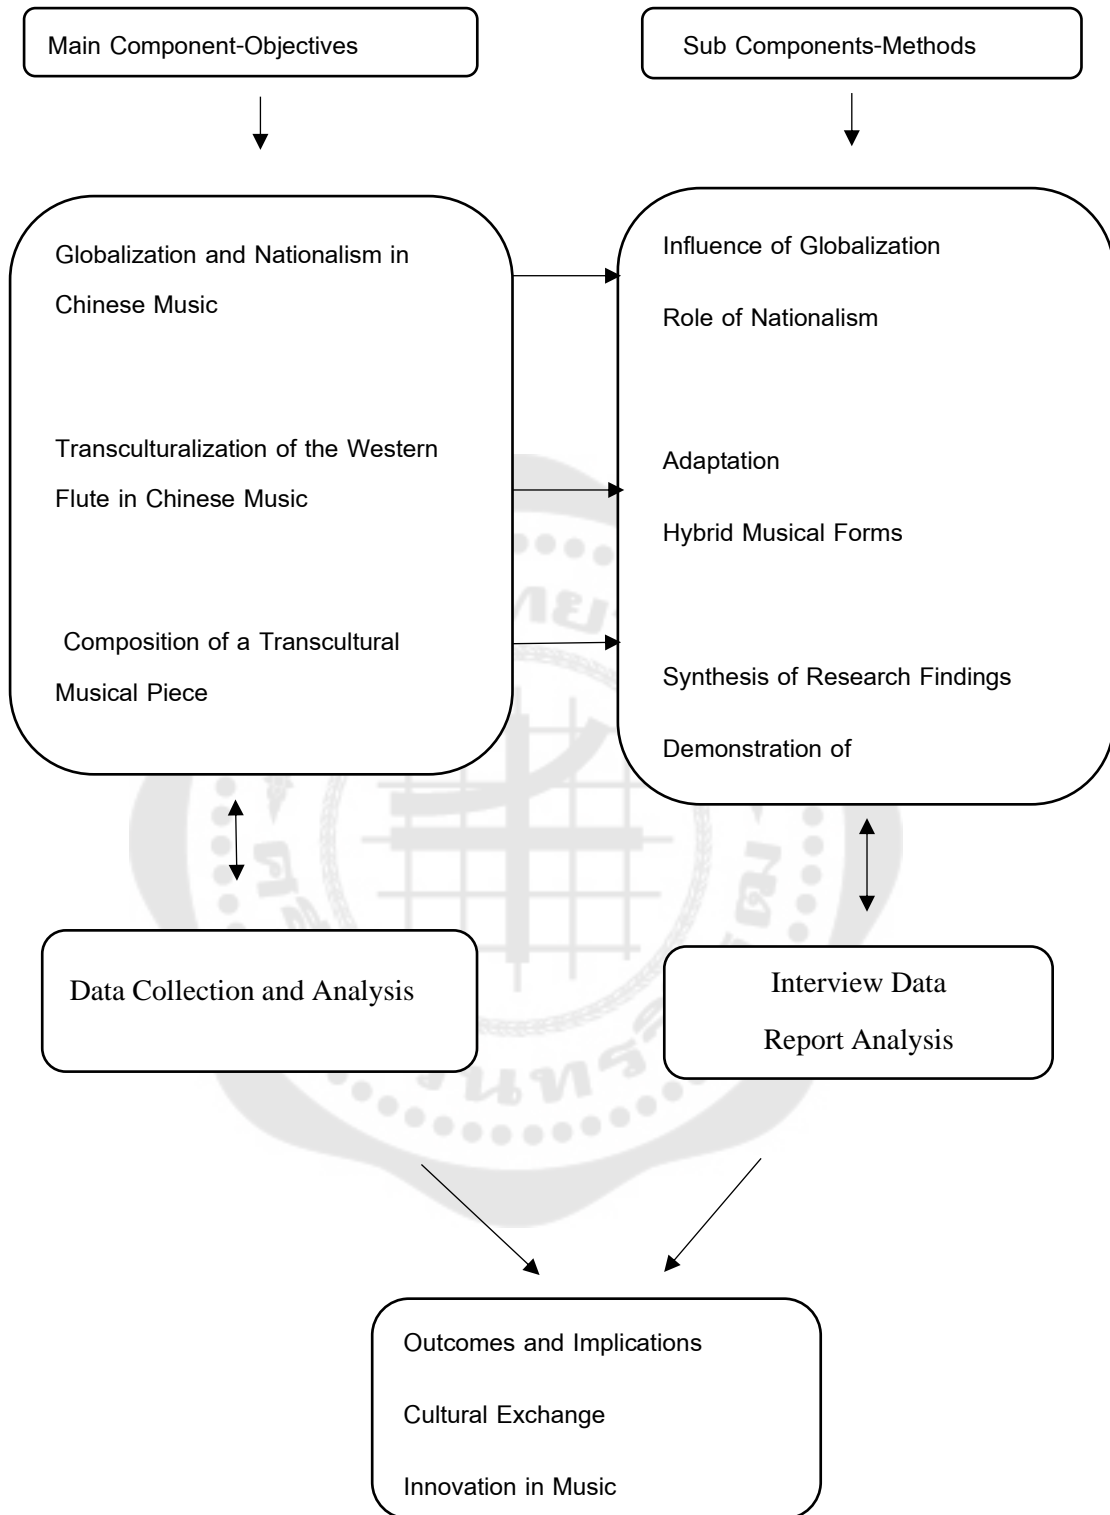 Main Component-Objectives
Sub Components-Methods
Globalization and Nationalism in
Chinese Music
Transculturalization of the Western
Flute in Chinese Music
Composition of a Transcultural
Musical Piece
Influence of Globalization
Role of Nationalism
Adaptation
Hybrid Musical Forms
Synthesis of Research Findings
Demonstration of
Data Collection and Analysis
Interview Data
Report Analysis
Outcomes and Implications
Cultural Exchange
Innovation in Music